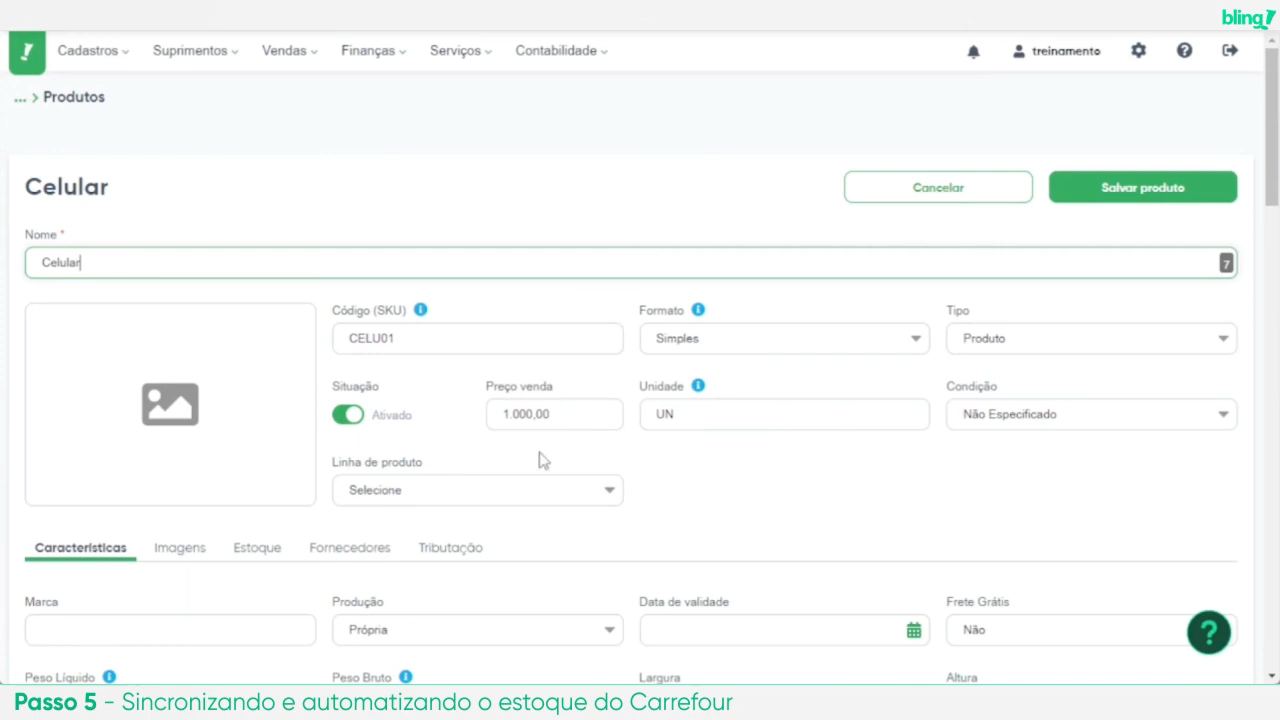 bling!
Cadastros Suprimentos Vendas Finanças Serviços Contabilidade treinamento
... > Produtos
Celular Cancelar Salvar produto
Nome *
Celular 7
Código (SKU) Formato Tipo
CELU01 Simples Produto
Situação Preço venda Unidade Condição
Ativado 1.000,00 UN Não Especificado
Linha de produto
Selecione
Características Imagens Estoque Fornecedores Tributação
Marca Produção Data de validade Frete Grátis
Própria Não
?
Peso Líquido Peso Bruto Largura Altura
Passo 5 - Sincronizando e automatizando o estoque do Carrefour